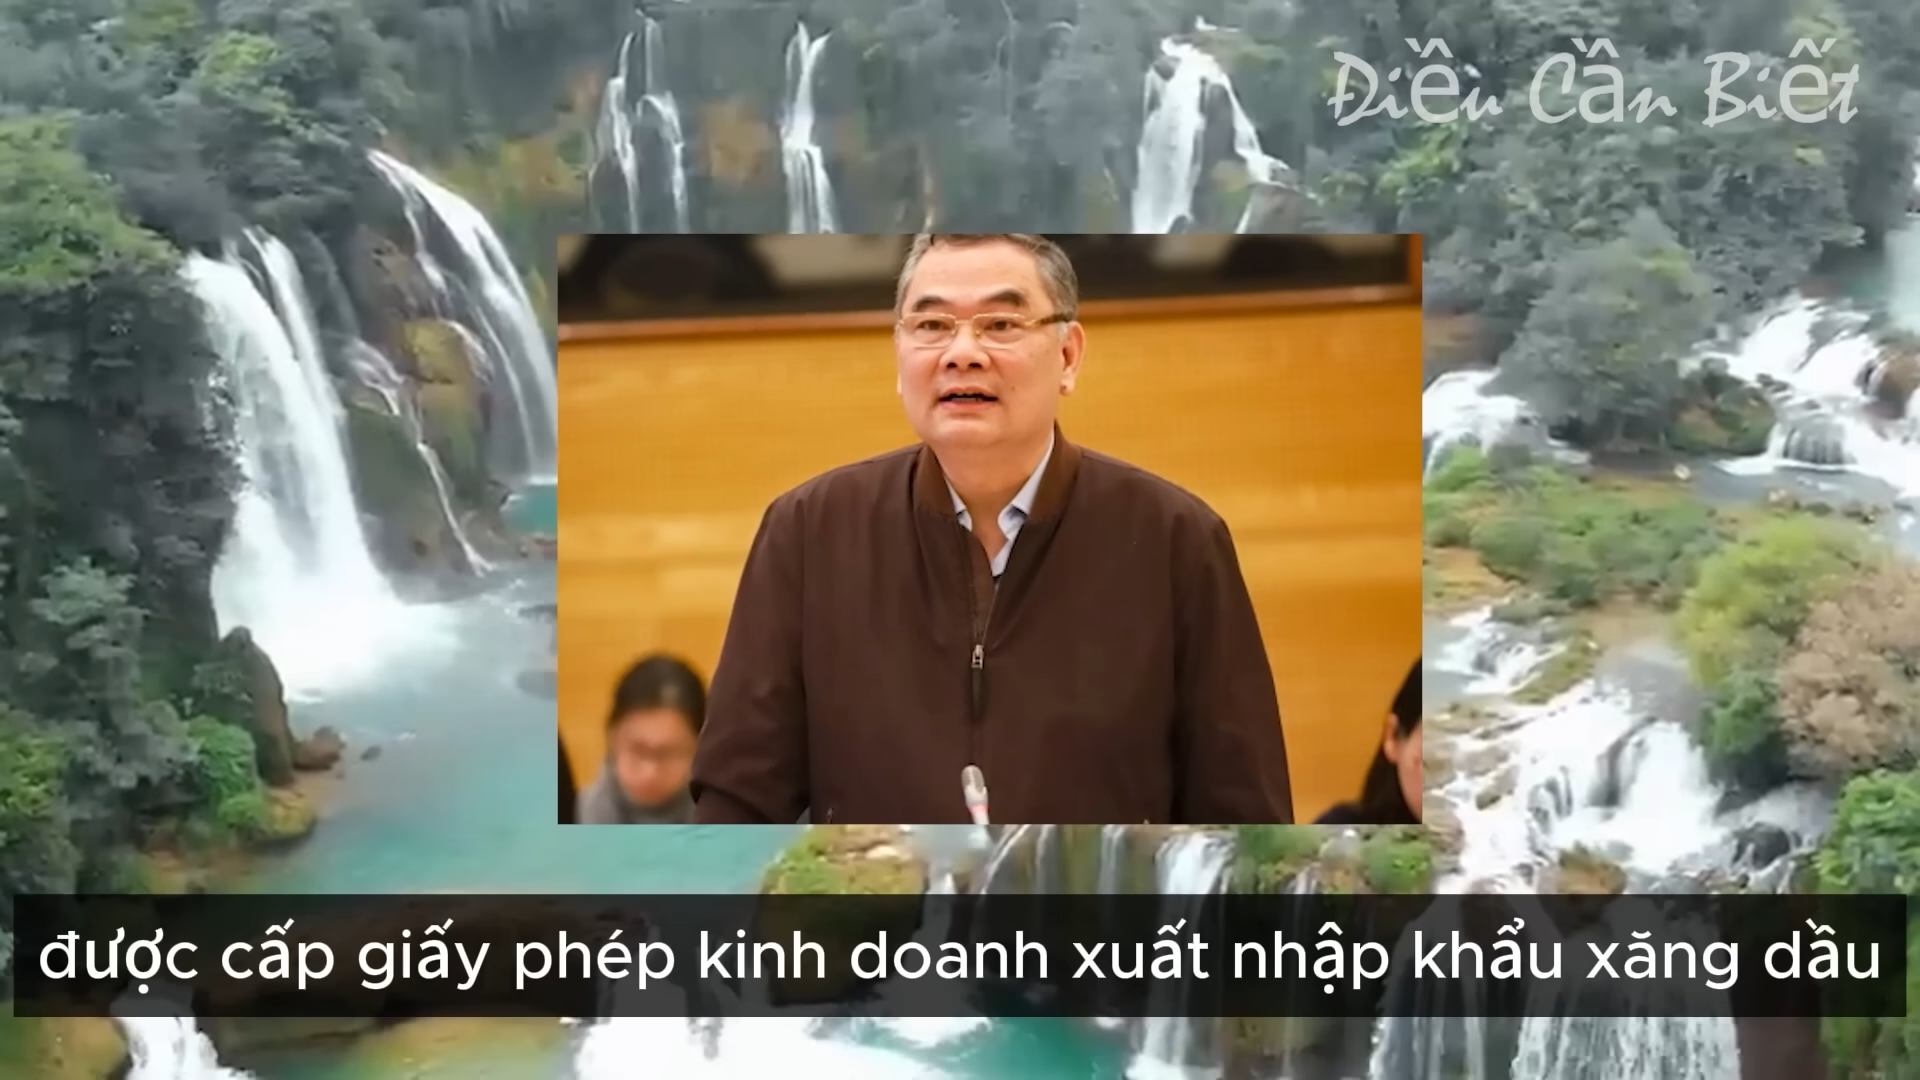 Điều Cần Biết
được cấp giấy phép kinh doanh xuất nhập khẩu xăng dầu